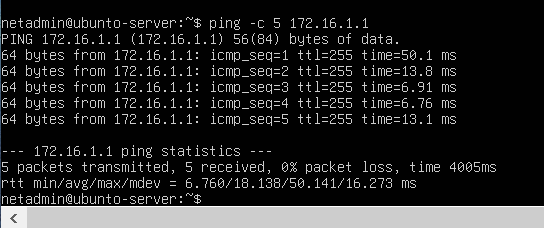 netadmin@ubunto-server:~$ ping -c 5 172.16.1.1
PING 172.16.1.1 (172.16.1.1) 56(84) bytes of data.
64 bytes from 172.16.1.1: icmp_seq=1 ttl=255 time=50.1 ms
64 bytes from 172.16.1.1: icmp_seq=2 ttl=255 time=13.8 ms
64 bytes from 172.16.1.1: icmp_seq=3 ttl=255 time=6.91 ms
64 bytes from 172.16.1.1: icmp_seq=4 ttl=255 time=6.76 ms
64 bytes from 172.16.1.1: icmp_seq=5 ttl=255 time=13.1 ms

--- 172.16.1.1 ping statistics ---
5 packets transmitted, 5 received, 0% packet loss, time 4005ms
rtt min/avg/max/mdev = 6.760/18.138/50.141/16.273 ms
netadmin@ubunto-server:~$